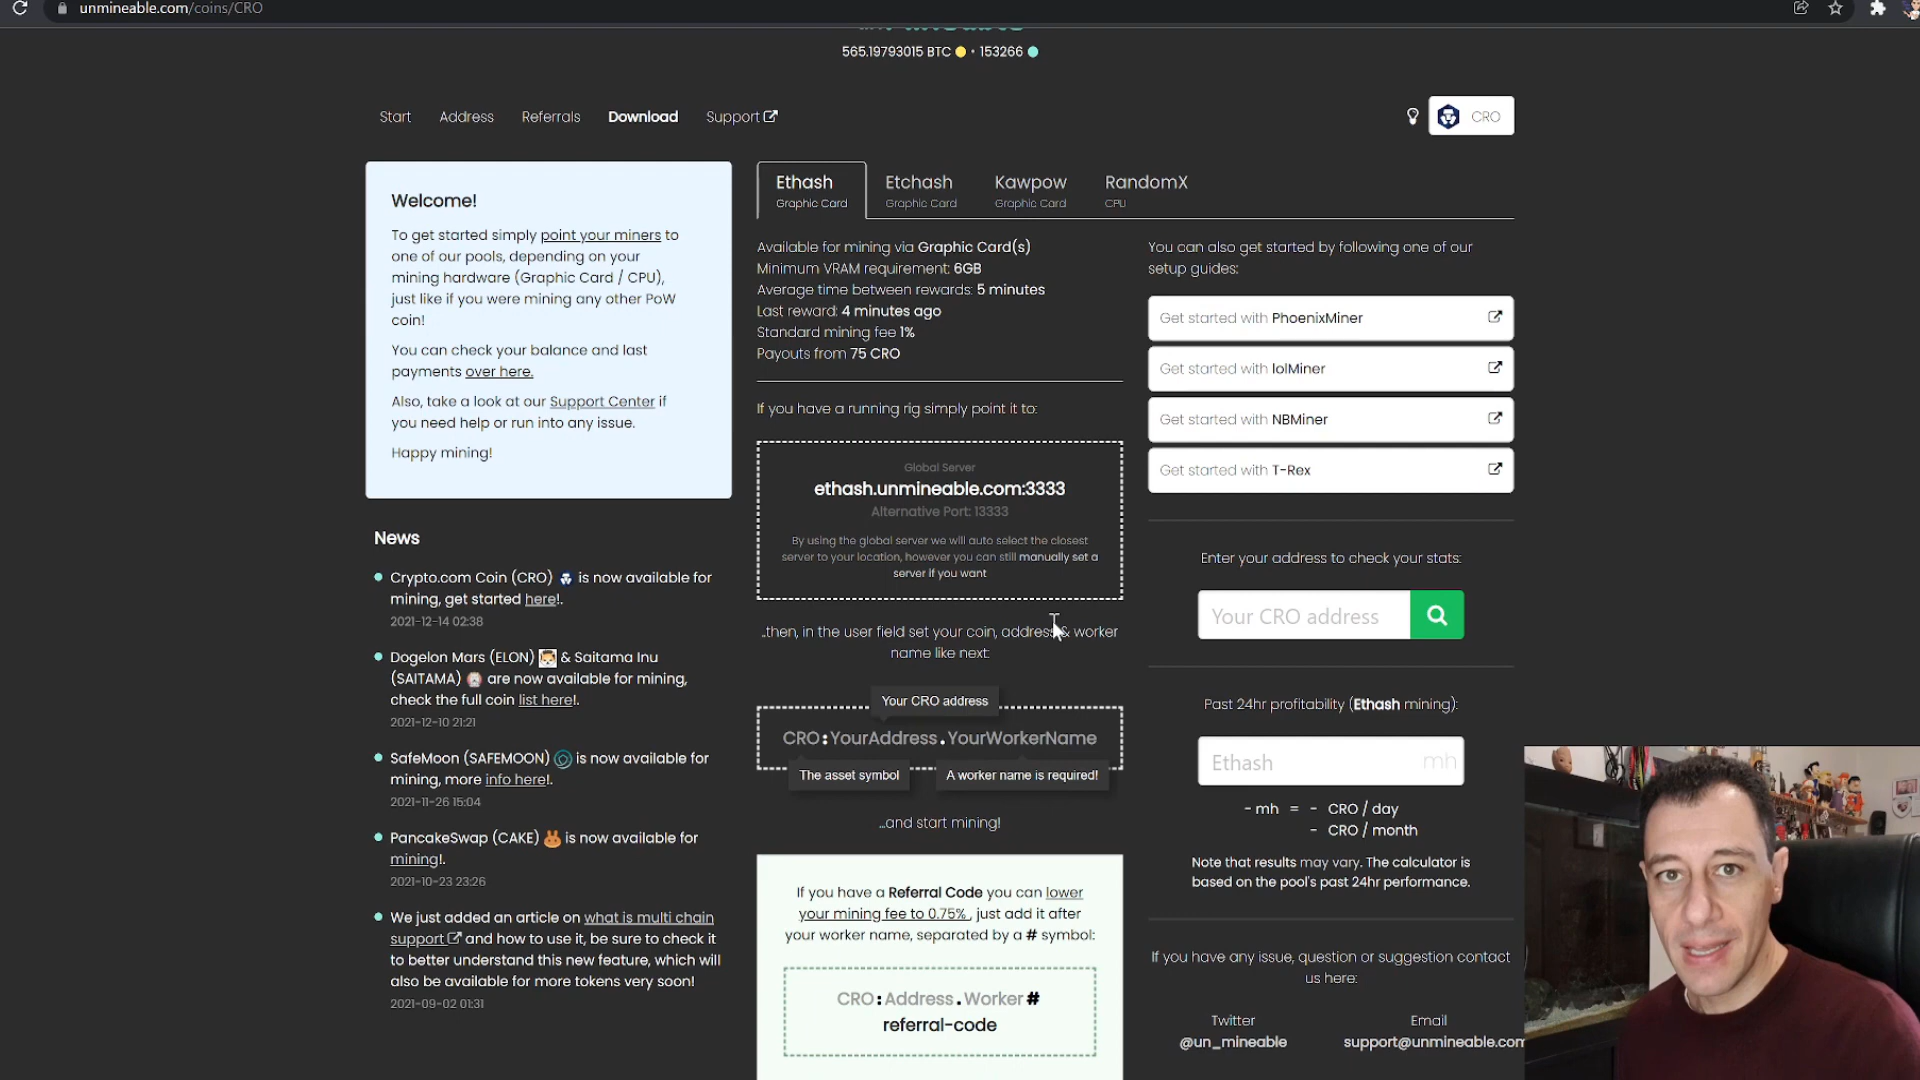 unmineable.com/coins/CRO
565.19793015 BTC • 153266
Start
Address
Referrals
Download
Support
CRO
Welcome!
To get started simply point your miners to
one of our pools, depending on your
mining hardware (Graphic Card / CPU),
just like if you were mining any other PoW
coin!
You can check your balance and last
payments over here.
Also, take a look at our Support Center if
you need help or run into any issue.
Happy mining!
News
Crypto.com Coin (CRO) is now available for
mining, get started here!.
2021-12-14 02:38
Dogelon Mars (ELON) & Saitama Inu
(SAITAMA) are now available for mining,
check the full coin list here!.
2021-12-10 21:21
SafeMoon (SAFEMOON) is now available for
mining, more info here!.
2021-11-26 15:04
PancakeSwap (CAKE) is now available for
mining!.
2021-10-23 23:26
We just added an article on what is multi chain
support and how to use it, be sure to check it
to better understand this new feature, which will
also be available for more tokens very soon!
2021-09-02 01:31
Ethash
Graphic Card
Etchash
Graphic Card
Kawpow
Graphic Card
RandomX
CPU
Available for mining via Graphic Card(s)
Minimum VRAM requirement: 6GB
Average time between rewards: 5 minutes
Last reward: 4 minutes ago
Standard mining fee 1%
Payouts from 75 CRO
If you have a running rig simply point it to:
Global Server
ethash.unmineable.com:3333
Alternative Port: 13333
By using the global server we will auto select the closest
server to your location, however you can still manually set a
server if you want
..then, in the user field set your coin, address & worker
name like next:
Your CRO address
CRO:YourAddress.YourWorkerName
The asset symbol
A worker name is required!
...and start mining!
If you have a Referral Code you can lower
your mining fee to 0.75%, just add it after
your worker name, separated by a # symbol:
CRO:Address.Worker#
referral-code
You can also get started by following one of our
setup guides:
Get started with PhoenixMiner
Get started with lolMiner
Get started with NBMiner
Get started with T-Rex
Enter your address to check your stats:
Your CRO address
Past 24hr profitability (Ethash mining):
Ethash mh
- mh = - CRO / day
- CRO / month
Note that results may vary. The calculator is
based on the pool's past 24hr performance.
If you have any issue, question or suggestion contact
us here:
Twitter
@un_mineable
Email
support@unmineable.com